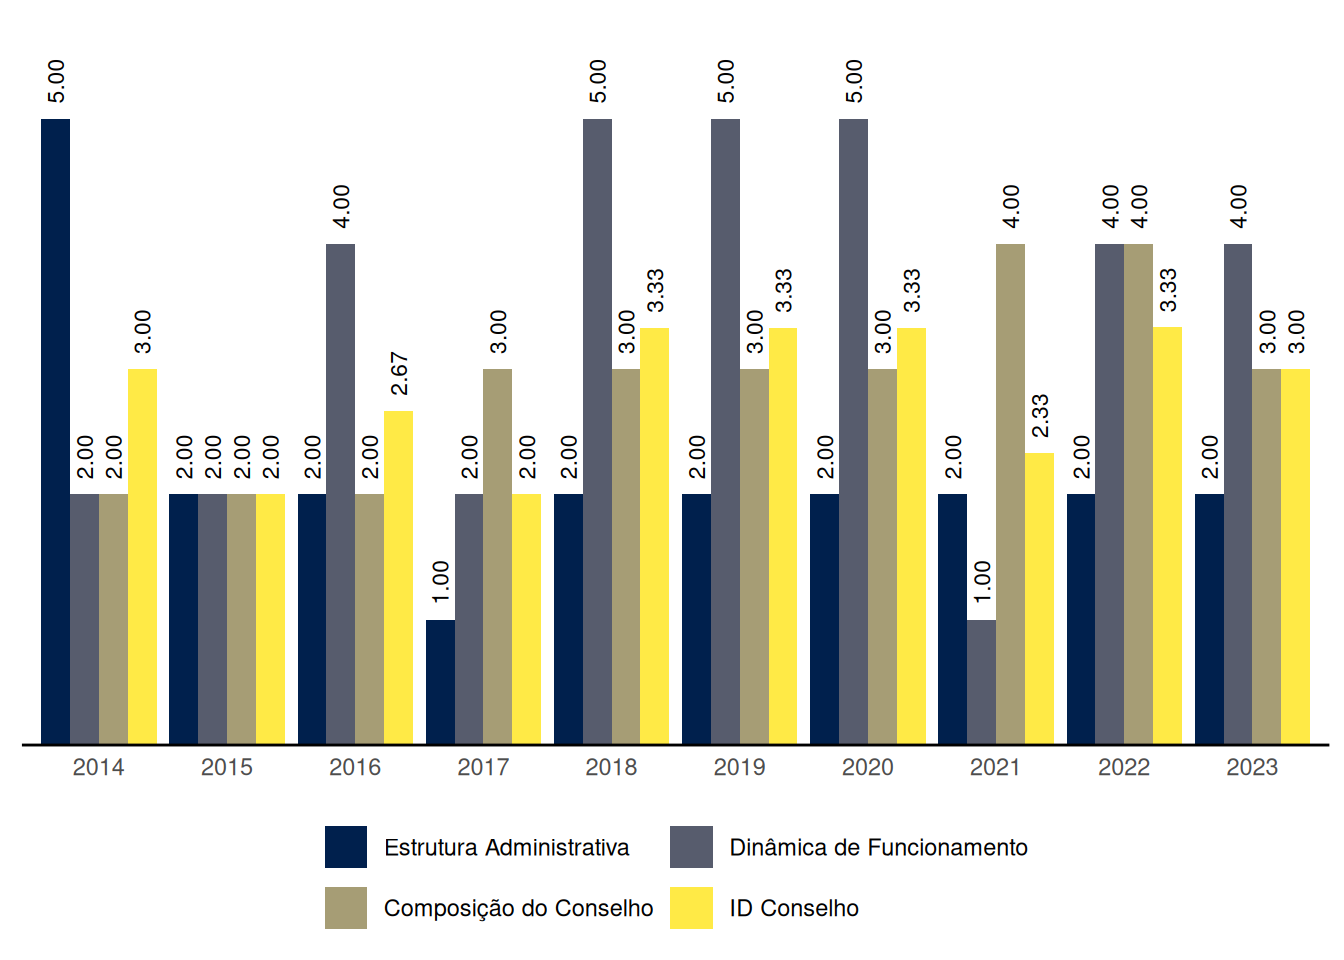 5.00 2.00 2.00 3.00
2.00 2.00 2.00 2.00
2.00 4.00 2.00 2.67
1.00 2.00 3.00 2.00
2.00 5.00 3.00 3.33
2.00 5.00 3.00 3.33
2.00 5.00 3.00 3.33
2.00 1.00 4.00 2.33
2.00 4.00 4.00 3.33
2.00 4.00 3.00 3.00
2014 2015 2016 2017 2018 2019 2020 2021 2022 2023
Estrutura Administrativa Dinâmica de Funcionamento
Composição do Conselho ID Conselho